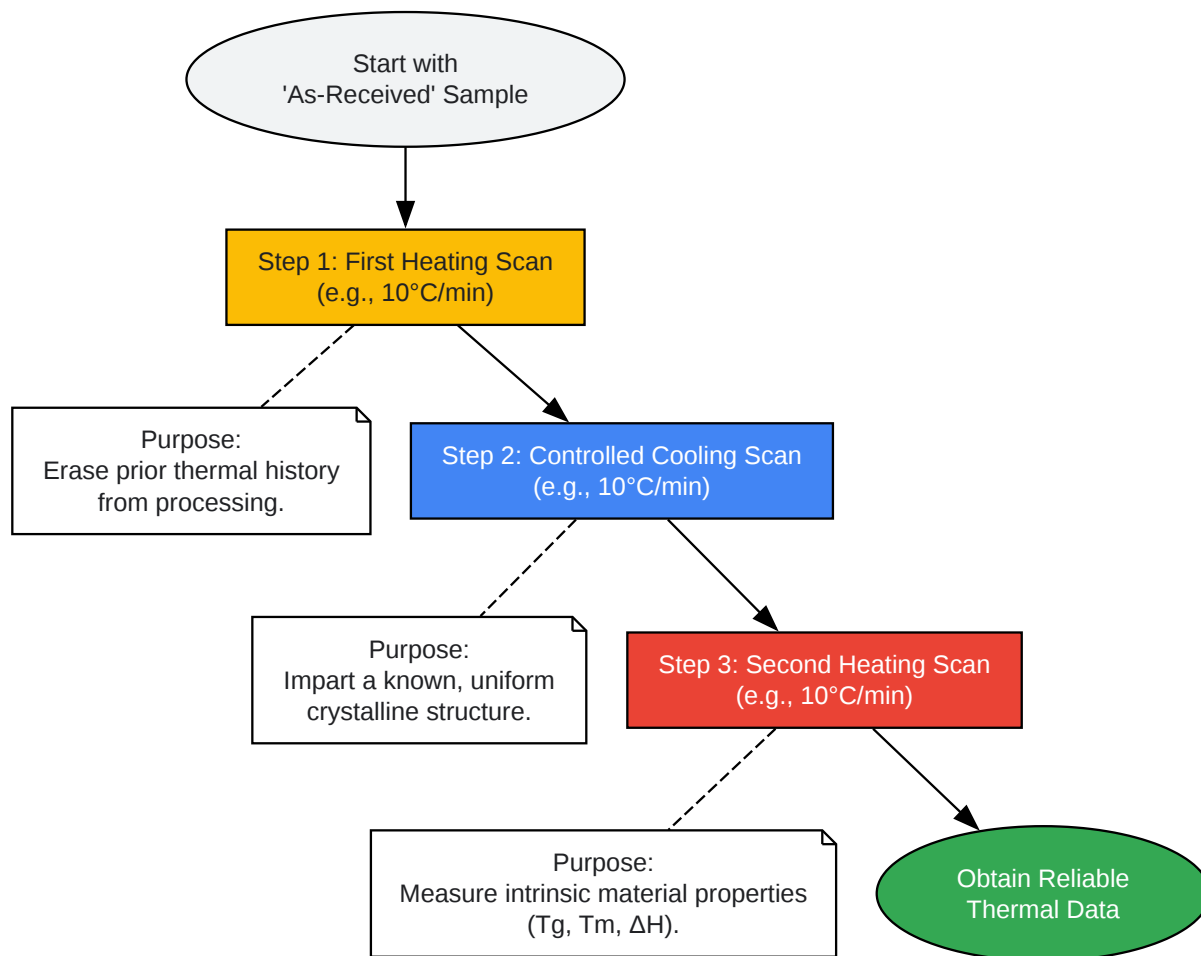 Start with
'As-Received' Sample
Step 1: First Heating Scan
(e.g., 10°C/min)
Purpose:
Erase prior thermal history
from processing.
Step 2: Controlled Cooling Scan
(e.g., 10°C/min)
Purpose:
Impart a known, uniform
crystalline structure.
Step 3: Second Heating Scan
(e.g., 10°C/min)
Purpose:
Measure intrinsic material properties
(Tg, Tm, ΔH).
Obtain Reliable
Thermal Data